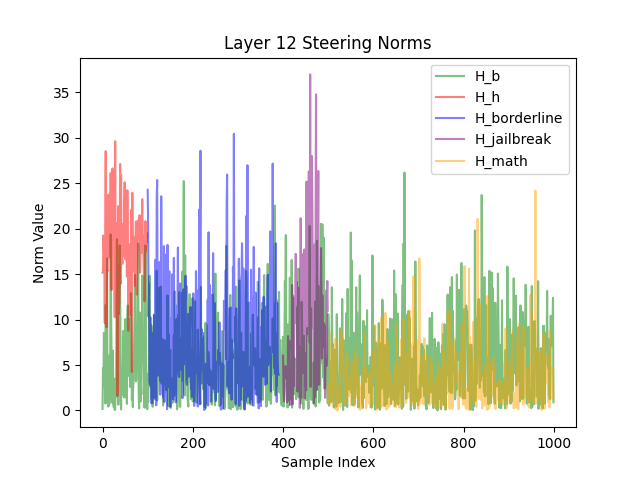 Layer 12 Steering Norms
H_b
H_h
H_borderline
H_jailbreak
H_math
Norm Value
35
30
25
20
15
10
5
0
0 200 400 600 800 1000
Sample Index